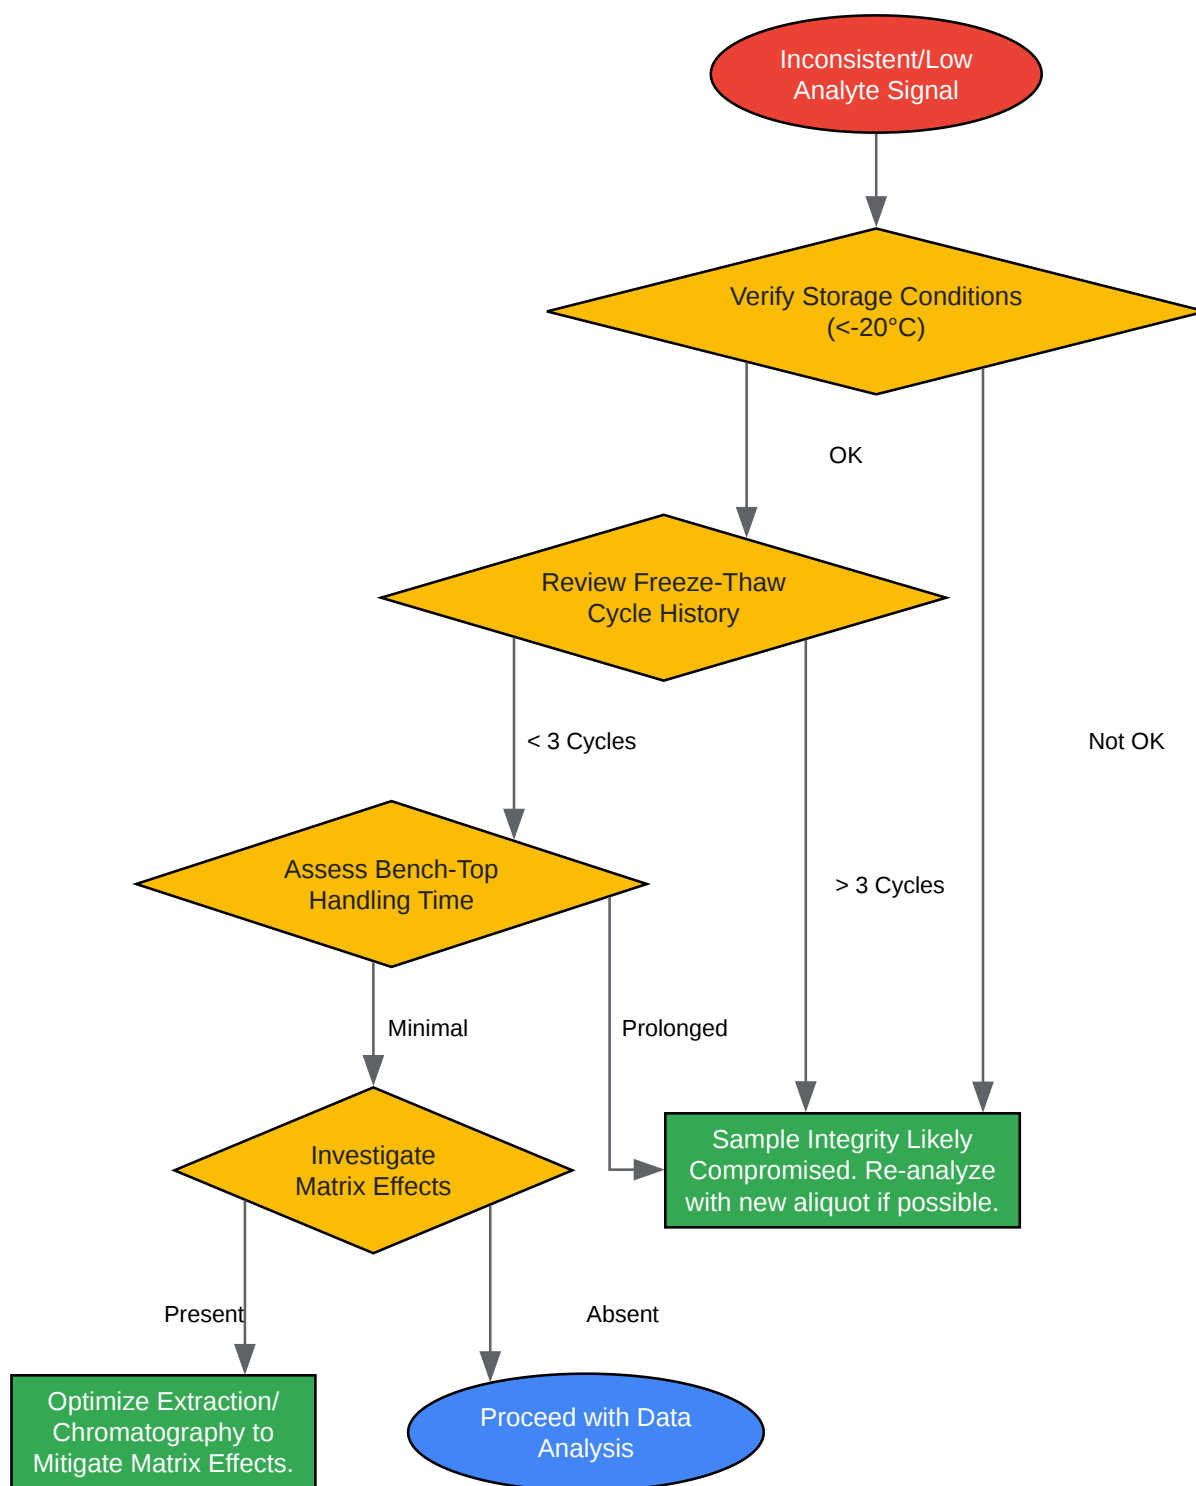 Inconsistent/Low
Analyte Signal
Verify Storage Conditions
(<-20°C)
OK
Review Freeze-Thaw
Cycle History
< 3 Cycles
Not OK
Assess Bench-Top
Handling Time
> 3 Cycles
Minimal
Prolonged
Investigate
Matrix Effects
Sample Integrity Likely
Compromised. Re-analyze
with new aliquot if possible.
Present
Absent
Optimize Extraction/
Chromatography to
Mitigate Matrix Effects.
Proceed with Data
Analysis